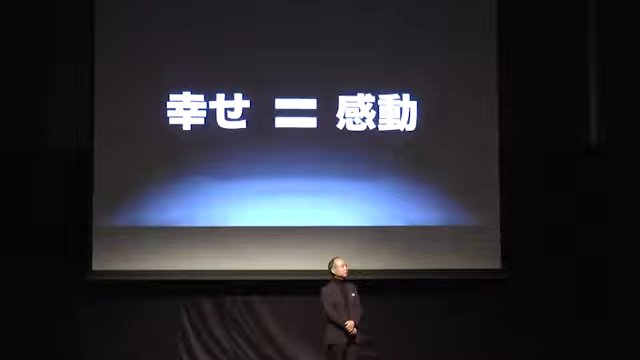 幸せ = 感動